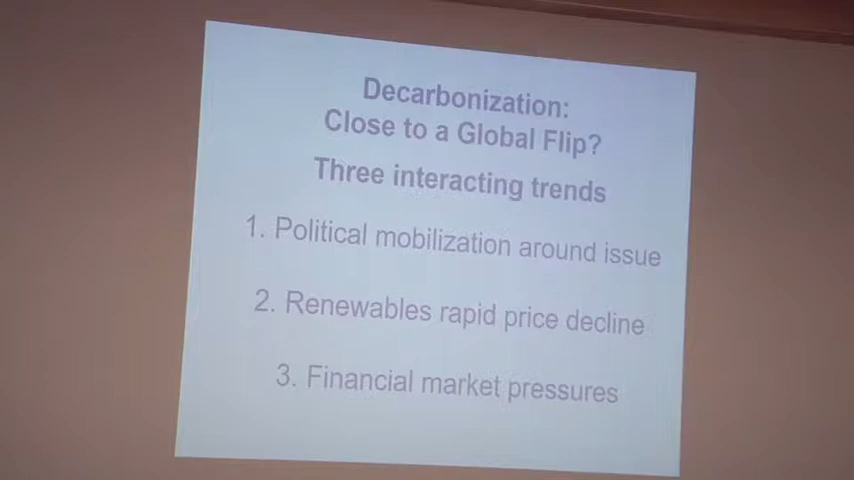 Decarbonization:
Close to a Global Flip?
Three interacting trends
1. Political mobilization around issue
2. Renewables rapid price decline
3. Financial market pressures